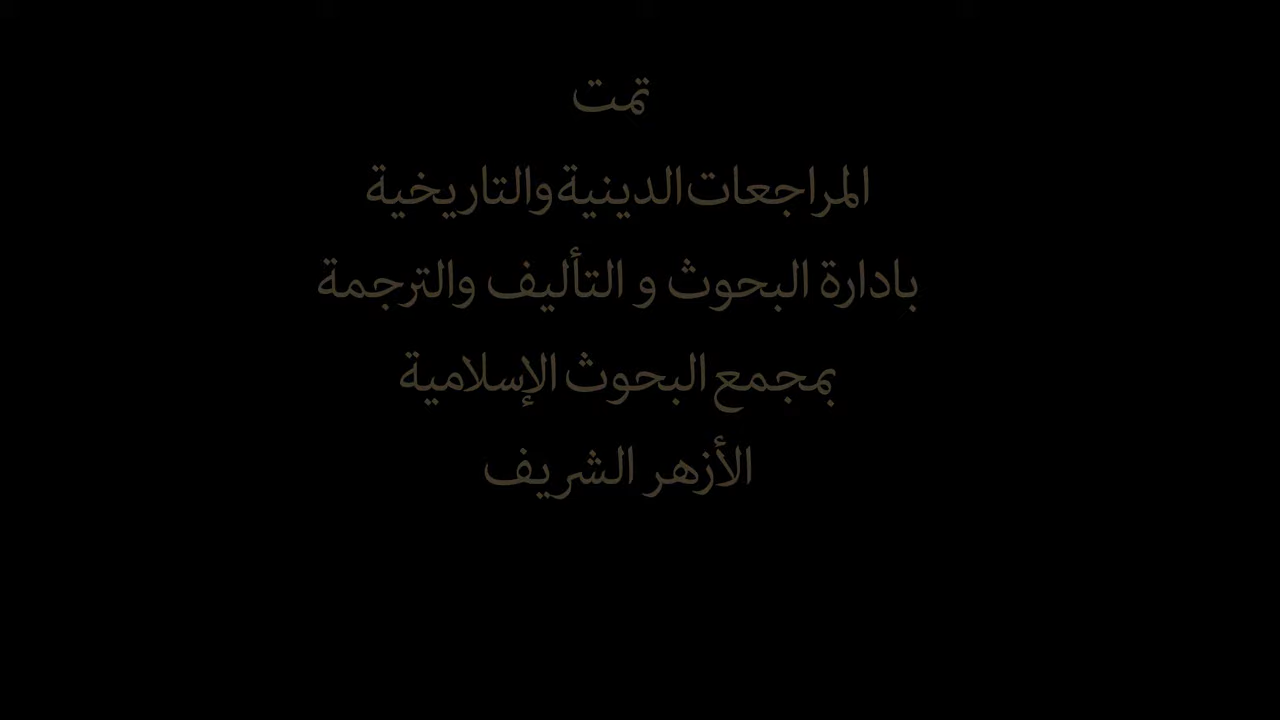 تمت
المراجعات الدينية والتاريخية
بادارة البحوث و التأليف والترجمة
بمجمع البحوث الإسلامية
الأزهر الشريف